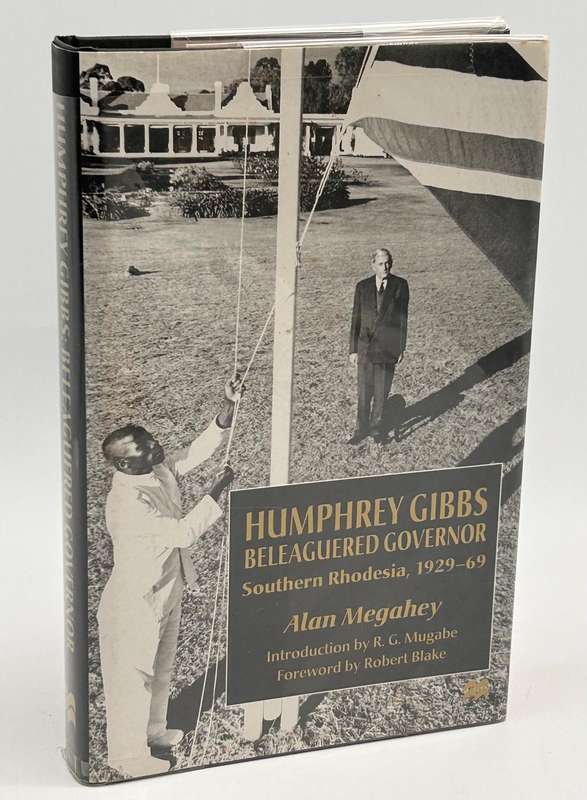 HUMPHREY GIBBS: BELEAGUERED GOVERNOR
HUMPHREY GIBBS
BELEAGUERED GOVERNOR
Southern Rhodesia, 1929–69
Alan Megahey
Introduction by R. G. Mugabe
Foreword by Robert Blake